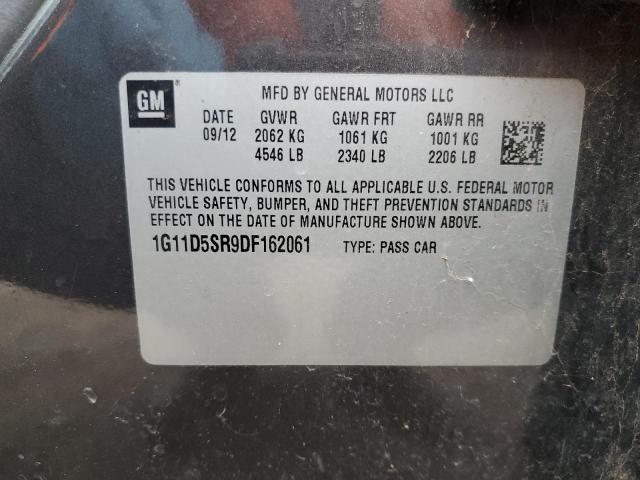 GM
MFD BY GENERAL MOTORS LLC
DATE GVWR GAWR FRT GAWR RR
09/12 2062 KG 1061 KG 1001 KG
4546 LB 2340 LB 2206 LB
THIS VEHICLE CONFORMS TO ALL APPLICABLE U.S. FEDERAL MOTOR
VEHICLE SAFETY, BUMPER, AND THEFT PREVENTION STANDARDS IN
EFFECT ON THE DATE OF MANUFACTURE SHOWN ABOVE.
1G11D5SR9DF162061 TYPE: PASS CAR